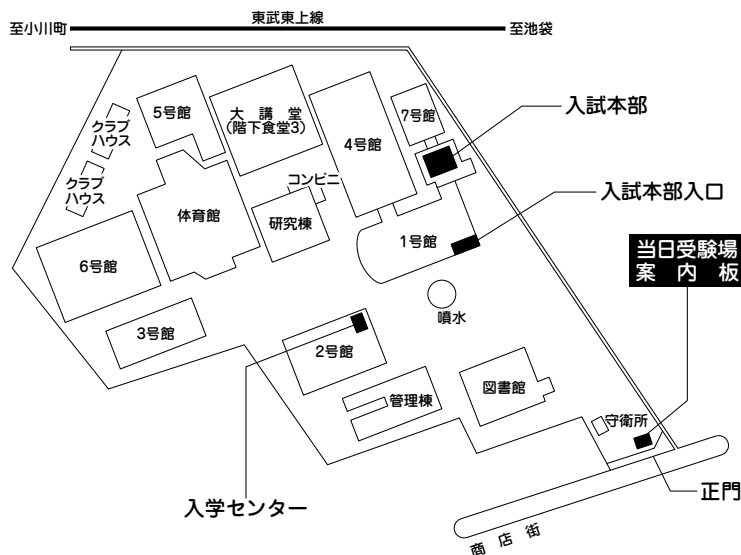 東武東上線
至小川町
至池袋
5号館
大講堂
(階下食堂3)
7号館
4号館
クラブ
ハウス
クラブ
ハウス
コンビニ
体育館
研究棟
1号館
6号館
3号館
2号館
噴水
管理棟
図書館
守衛所
入試本部
入試本部入口
当日受験場
案内板
入学センター
正門
商店街